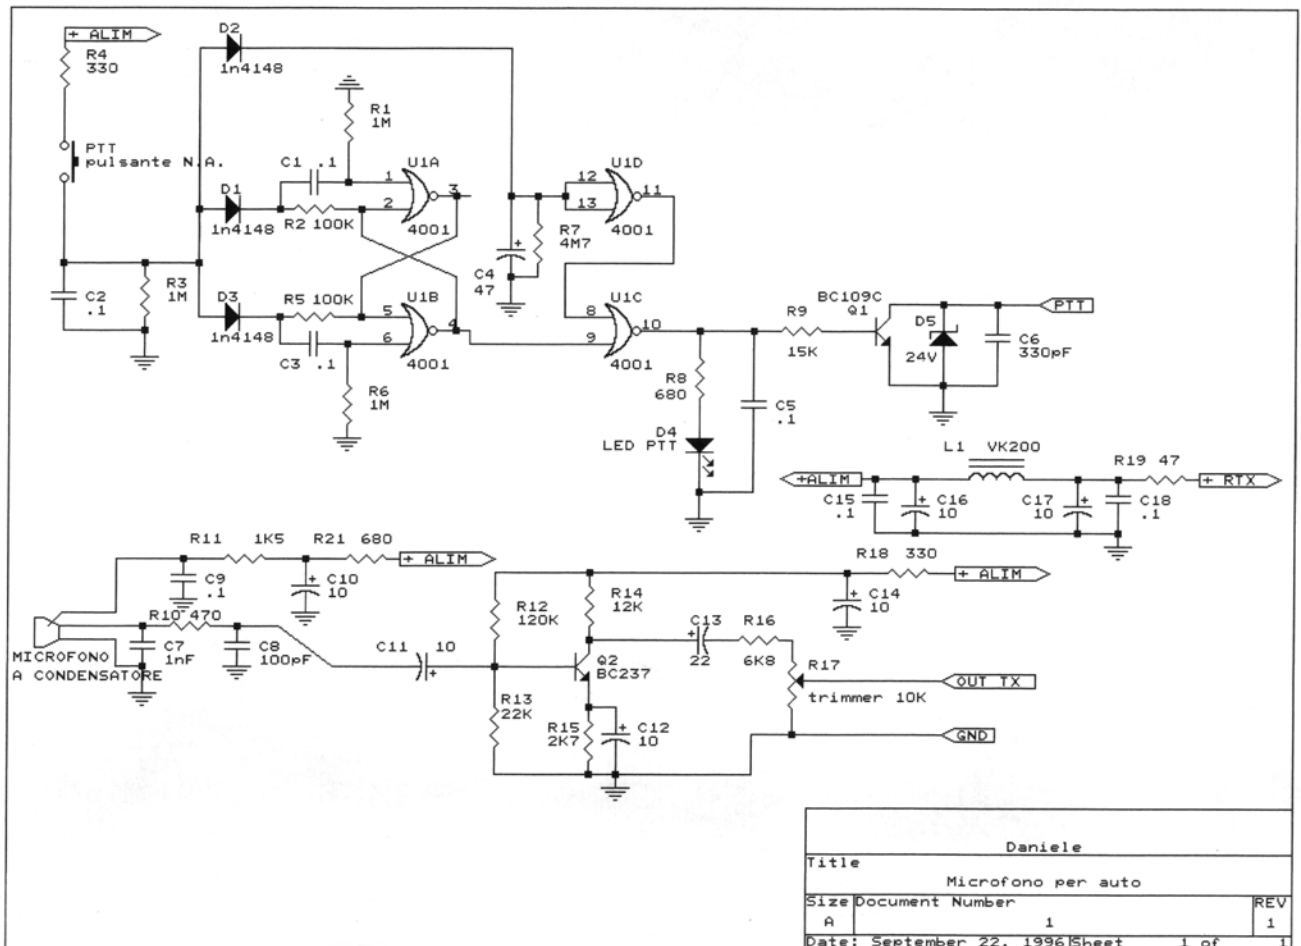 + ALIM
R4
330
PTT
pulsante N.A.
C2
.1
R3
1M
D2
1n4148
D1
1n4148
D3
1n4148
R1
1M
C1 .1
R2 100K
R5 100K
C3 .1
R6
1M
U1A
1
2
3
4001
U1B
5
6
4
4001
C4
47
+
R7
4M7
U1D
12
13
11
4001
U1C
8
9
10
4001
R8
680
D4
LED PTT
C5
.1
R9
15K
BC109C
Q1
D5
24V
C6
330pF
PTT
L1 VK200
+ALIM
C15
.1
+
C16
10
C17
10
+
C18
.1
R19 47
+ RTX
R11 1K5
R21 680
+ ALIM
C9
.1
+
C10
10
R10 470
MICROFONO
A CONDENSATORE
C7
1nF
C8
100pF
C11 10
+
R12
120K
R13
22K
R14
12K
Q2
BC237
R15
2K7
+
C12
10
C13
+
22
R16
6K8
R18 330
+ ALIM
+
C14
10
R17
trimmer 10K
OUT TX
GND
Daniele
Title
Microfono per auto
Size Document Number REV
A 1 1
Date: September 22, 1996 Sheet 1 of 1